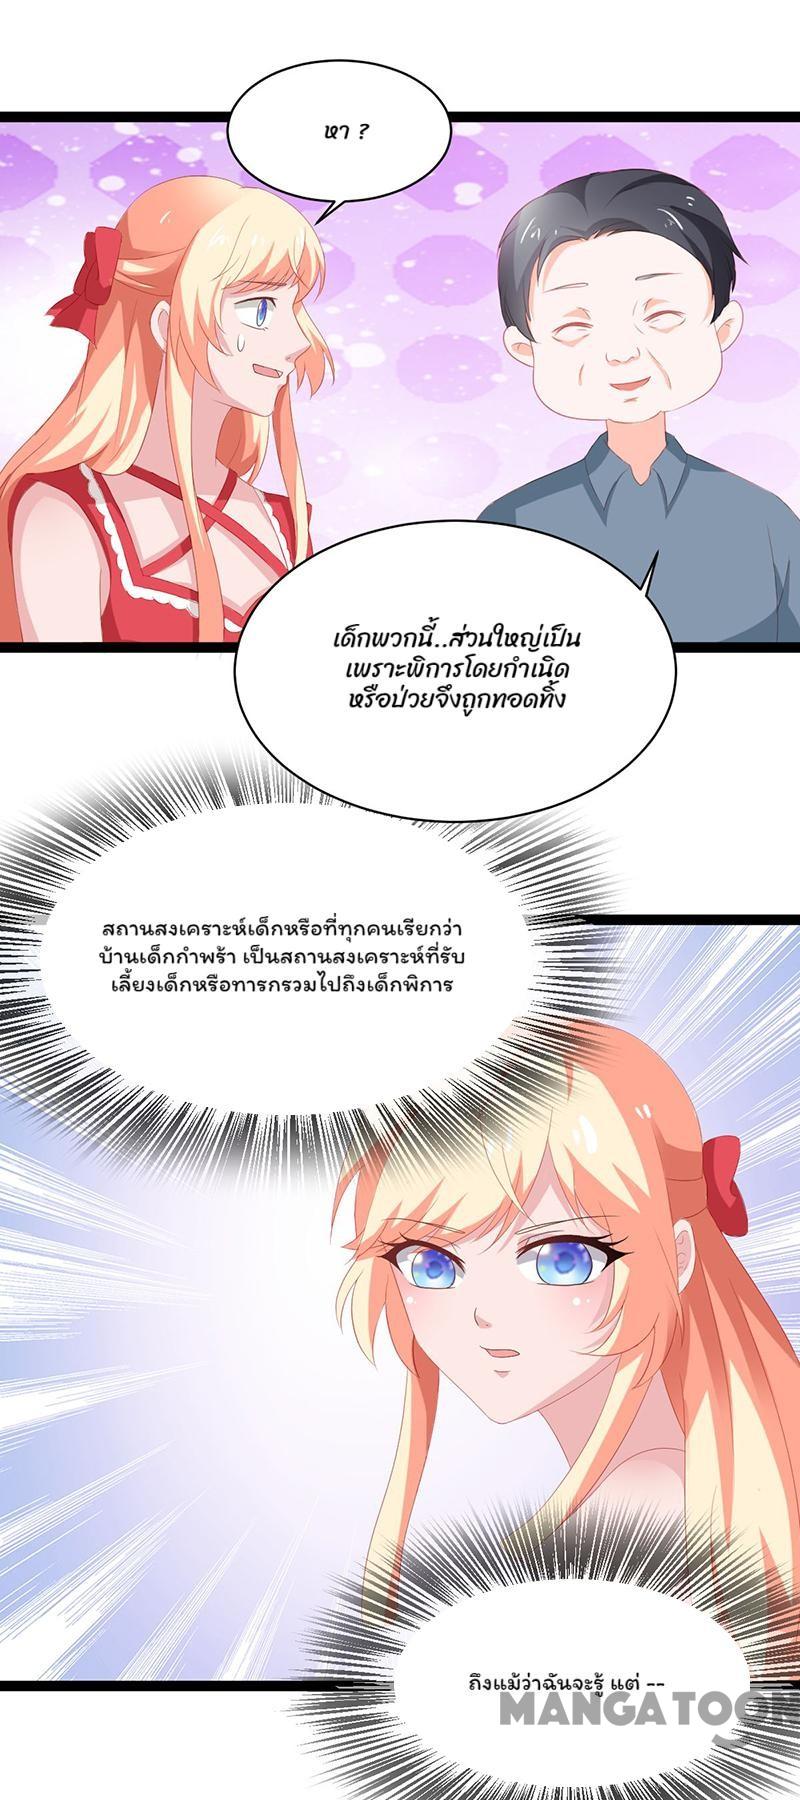 หา ?
เด็กพวกนี้..ส่วนใหญ่เป็น
เพราะพิการโดยกำเนิด
หรือป่วยจึงถูกทอดทิ้ง
สถานสงเคราะห์เด็กหรือที่ทุกคนเรียกว่า
บ้านเด็กกำพร้า เป็นสถานสงเคราะห์ที่รับ
เลี้ยงเด็กหรือทารกรวมไปถึงเด็กพิการ
ถึงแม้ว่าฉันจะรู้ แต่ --
MANGATOON